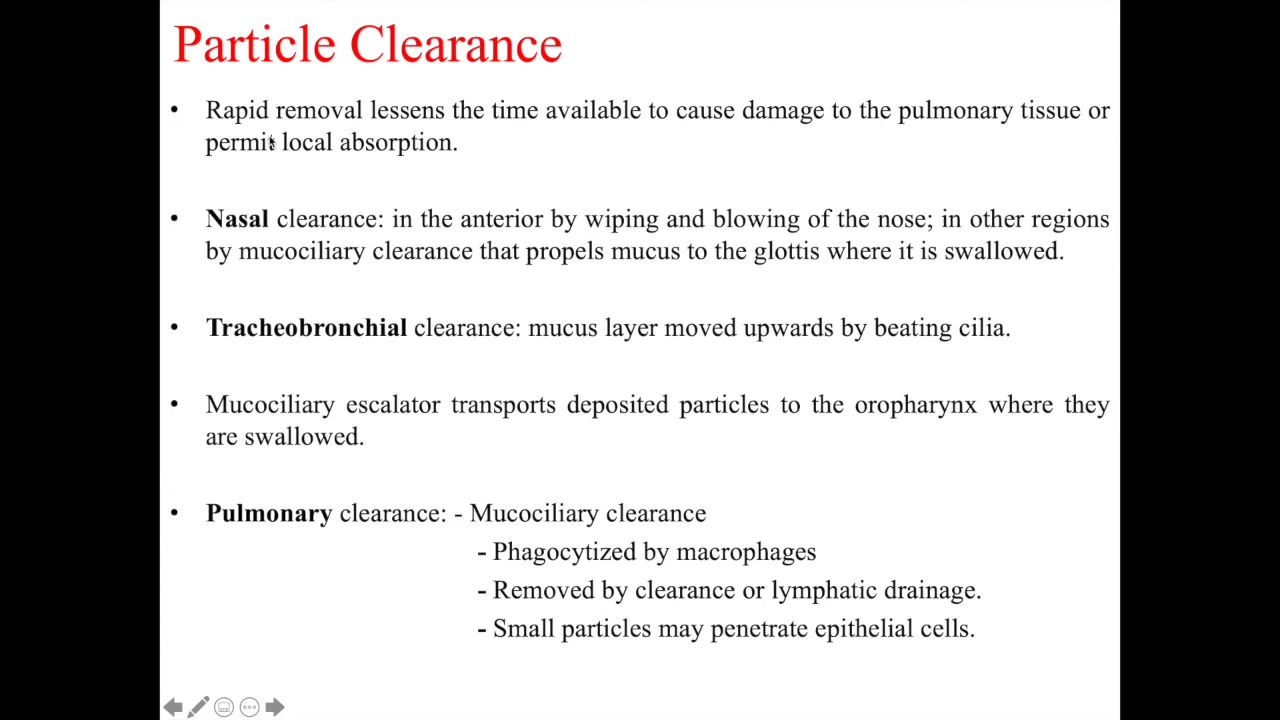 Particle Clearance
• Rapid removal lessens the time available to cause damage to the pulmonary tissue or
permit local absorption.
• Nasal clearance: in the anterior by wiping and blowing of the nose; in other regions
by mucociliary clearance that propels mucus to the glottis where it is swallowed.
• Tracheobronchial clearance: mucus layer moved upwards by beating cilia.
• Mucociliary escalator transports deposited particles to the oropharynx where they
are swallowed.
• Pulmonary clearance: - Mucociliary clearance
- Phagocytized by macrophages
- Removed by clearance or lymphatic drainage.
- Small particles may penetrate epithelial cells.